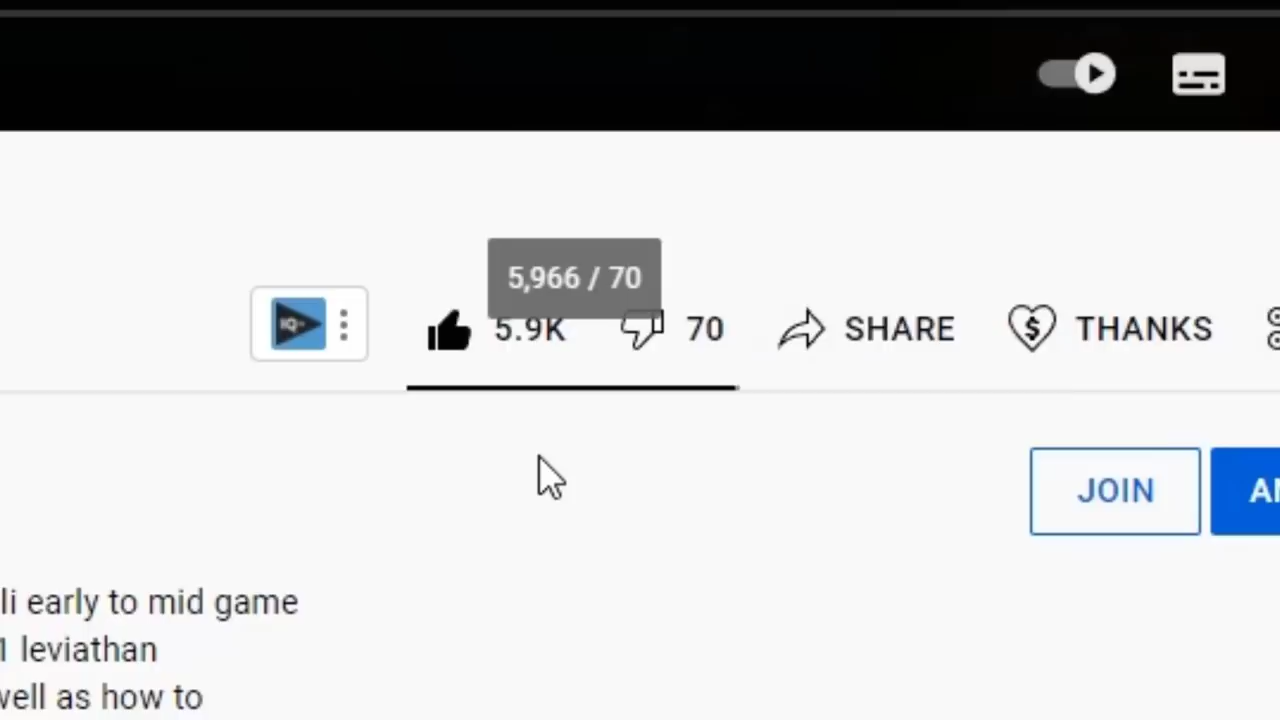 5,966 / 70
IQ
5.9K 70 SHARE THANKS
JOIN
li early to mid game
1 leviathan
well as how to